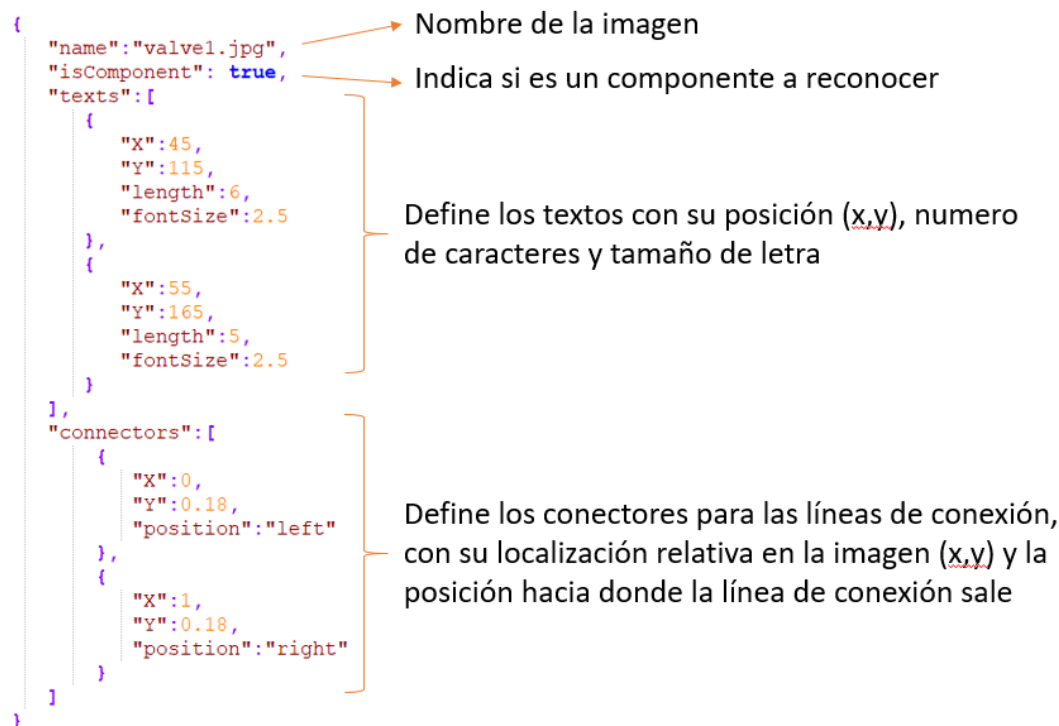 {
"name":"valve1.jpg",
Nombre de la imagen
"isComponent": true,
Indica si es un componente a reconocer
"texts":[
{
"X":45,
"Y":115,
"length":6,
"fontSize":2.5
},
{
"X":55,
"Y":165,
"length":5,
"fontSize":2.5
}
],
Define los textos con su posición (x,y), numero
de caracteres y tamaño de letra
"connectors":[
{
"X":0,
"Y":0.18,
"position":"left"
},
{
"X":1,
"Y":0.18,
"position":"right"
}
]
}
Define los conectores para las líneas de conexión,
con su localización relativa en la imagen (x,y) y la
posición hacia donde la línea de conexión sale